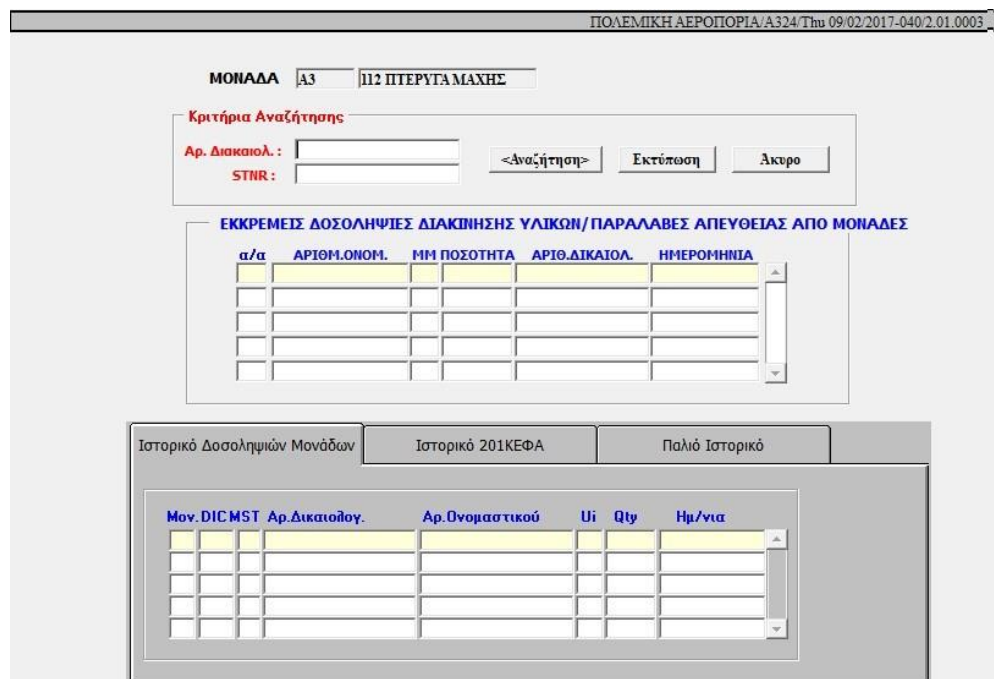 ΠΟΛΕΜΙΚΗ ΑΕΡΟΠΟΡΙΑ/A324/Thu 09/02/2017-040/2.01.0003
ΜΟΝΑΔΑ A3 112 ΠΤΕΡΥΓΑ ΜΑΧΗΣ
Κριτήρια Αναζήτησης
Αρ. Διακαιολ. :
<Αναζήτηση> Εκτύπωση Άκυρο
STNR :
ΕΚΚΡΕΜΕΙΣ ΔΟΣΟΛΗΨΙΕΣ ΔΙΑΚΙΝΗΣΗΣ ΥΛΙΚΩΝ/ΠΑΡΑΛΑΒΕΣ ΑΠΕΥΘΕΙΑΣ ΑΠΟ ΜΟΝΑΔΕΣ
α/α ΑΡΙΘΜ.ΟΝΟΜ. ΜΜ ΠΟΣΟΤΗΤΑ ΑΡΙΘ.ΔΙΚΑΙΟΛ. ΗΜΕΡΟΜΗΝΙΑ
Ιστορικό Δοσοληψιών Μονάδων Ιστορικό 201ΚΕΦΑ Παλιό Ιστορικό
Μον. DIC MST Αρ.Δικαιολογ. Αρ.Ονομαστικού Ui Qty Ημ/νια